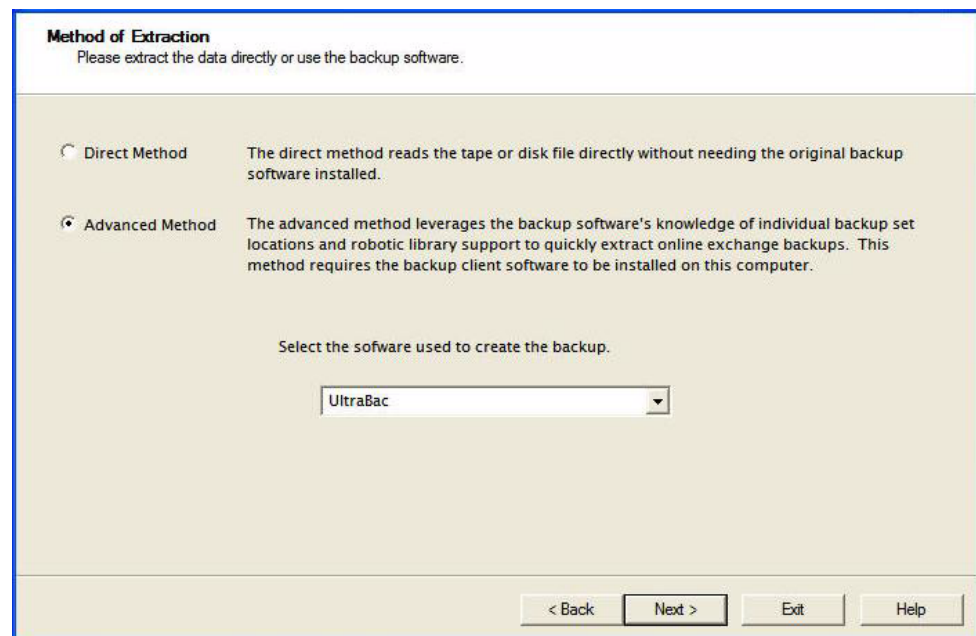 Method of Extraction
Please extract the data directly or use the backup software.
Direct Method
The direct method reads the tape or disk file directly without needing the original backup
software installed.
Advanced Method
The advanced method leverages the backup software's knowledge of individual backup set
locations and robotic library support to quickly extract online exchange backups. This
method requires the backup client software to be installed on this computer.
Select the sofware used to create the backup.
UltraBac
< Back
Next >
Exit
Help